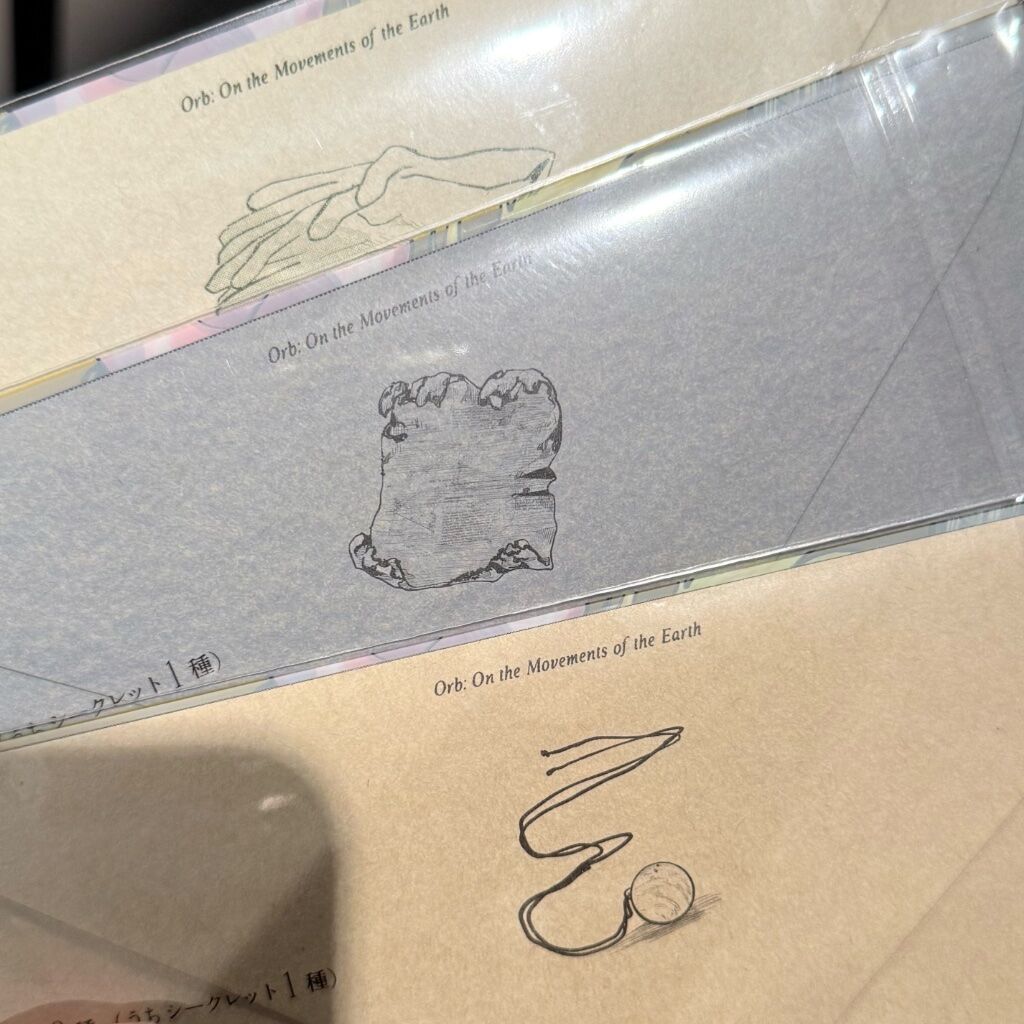 Orb: On the Movements of the Earth
Orb: On the Movements of the Earth
うちシークレット1種)
Orb: On the Movements of the Earth
(うちシークレット1種)